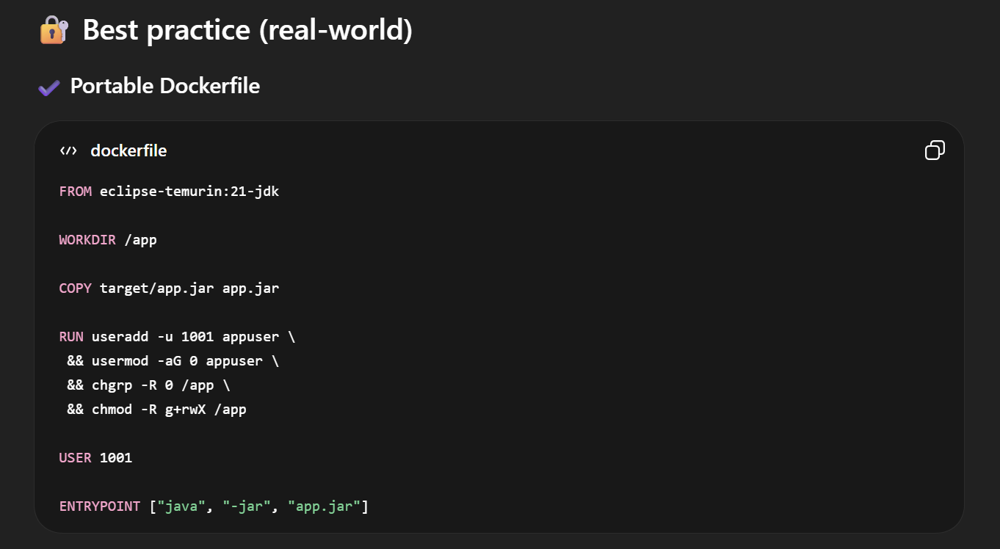 🔐 Best practice (real-world)
✔ Portable Dockerfile
</> dockerfile
FROM eclipse-temurin:21-jdk
WORKDIR /app
COPY target/app.jar app.jar
RUN useradd -u 1001 appuser \
 && usermod -aG 0 appuser \
 && chgrp -R 0 /app \
 && chmod -R g+rwX /app
USER 1001
ENTRYPOINT ["java", "-jar", "app.jar"]